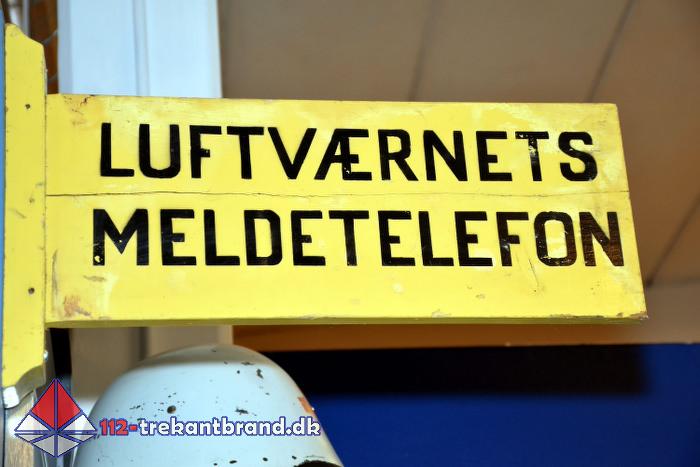 LUFTVÆRNETS
MELDETELEFON
112-trekantbrand.dk